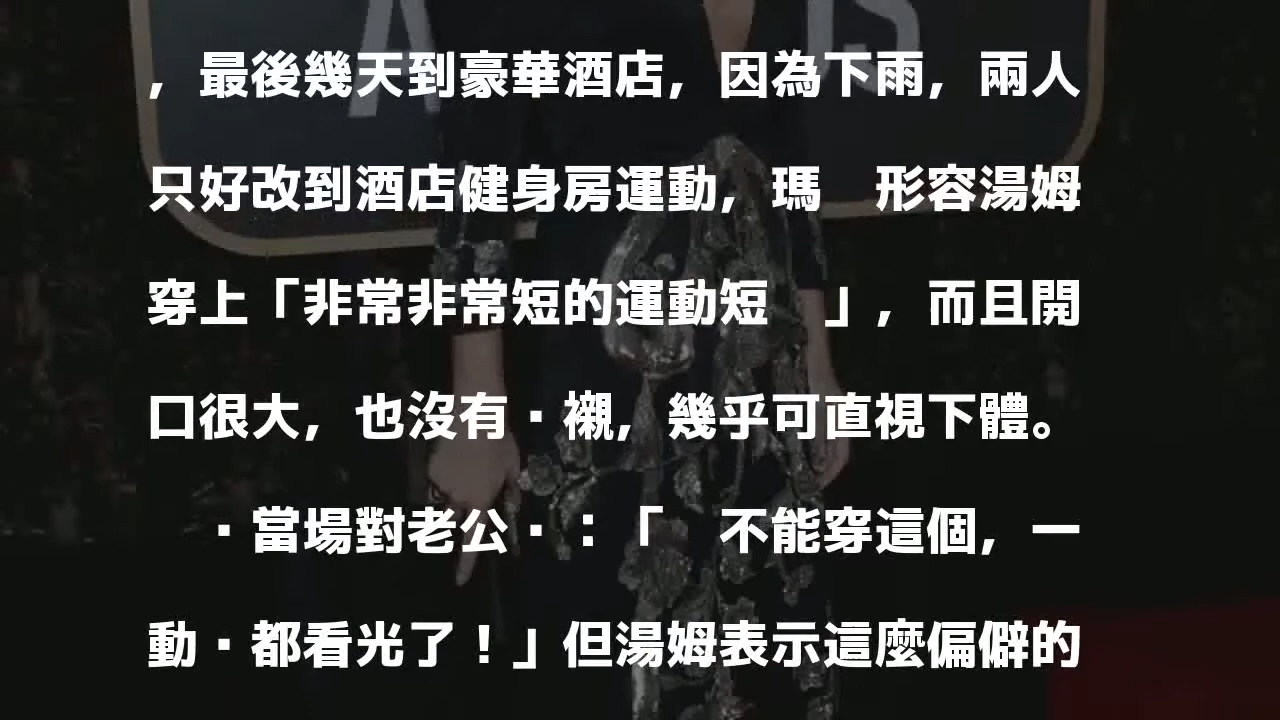 A IS
，最後幾天到豪華酒店，因為下雨，兩人
只好改到酒店健身房運動，瑪　形容湯姆
穿上「非常非常短的運動短　」，而且開
口很大，也沒有·襯，幾乎可直視下體。
·當場對老公·：「　不能穿這個，一
動·都看光了！」但湯姆表示這麼偏僻的